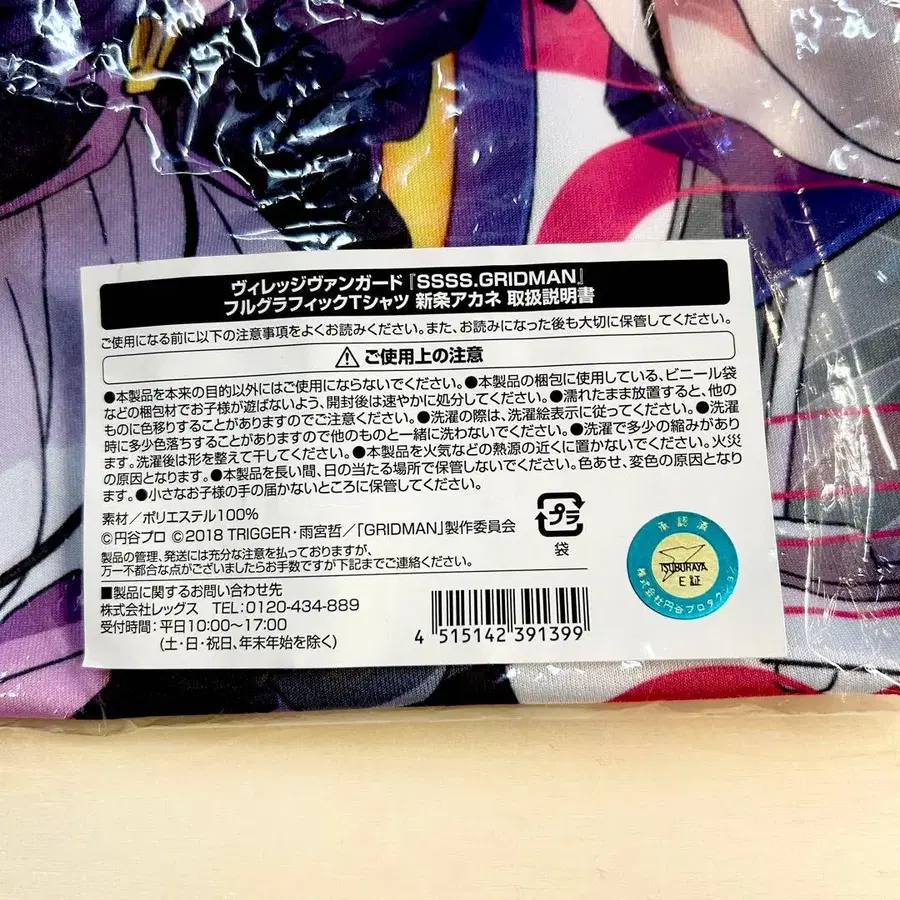 ヴィレッジヴァンガード『SSSS.GRIDMAN』
フルグラフィックTシャツ 新条アカネ 取扱説明書
ご使用になる前に以下の注意事項をよくお読みください。また、お読みになった後も大切に保管してください。
ご使用上の注意
●本製品を本来の目的以外にはご使用にならないでください。●本製品の梱包に使用している、ビニール袋
などの梱包材でお子様が遊ばないよう、開封後は速やかに処分してください。●濡れたまま放置すると、他の
ものに色移りすることがありますのでご注意ください。●洗濯の際は、洗濯絵表示に従ってください。●洗濯
時に多少色落ちすることがありますので他のものと一緒に洗わないでください。●洗濯で多少の縮みがあり
ます。洗濯後は形を整えて干してください。●本製品を火気などの熱源の近くに置かないでください。火災
の原因となります。●本製品を長い間、日の当たる場所で保管しないでください。色あせ、変色の原因となり
ます。●小さなお子様の手の届かないところに保管してください。
素材／ポリエステル100%
©円谷プロ ©2018 TRIGGER・雨宮哲／「GRIDMAN」製作委員会
製品の管理、発送には充分な注意を払っておりますが、
万一不都合な点がございましたらお手数ですが下記までご連絡ください。
■製品に関するお問い合わせ先
株式会社レッグス TEL:0120-434-889
受付時間：平日10:00〜17:00
(土・日・祝日、年末年始を除く)
プラ
袋
4 515142 391399
承認済
TSUBURAYA
E 証
株式会社円谷プロダクション